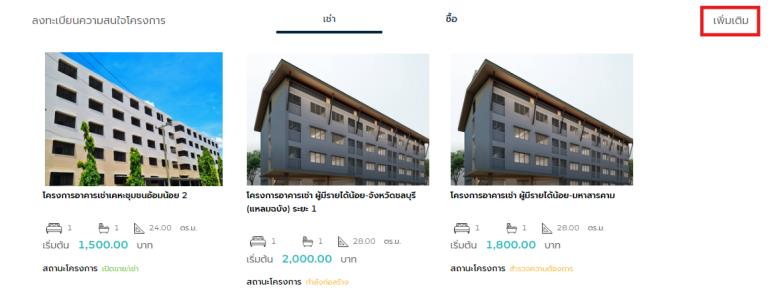 ลงทะเบียนความสนใจโครงการ
เช่า
ซื้อ
เพิ่มเติม
โครงการอาคารเช่าเคหะชุมชนอ้อมน้อย 2
1 1 24.00 ตร.ม.
เริ่มต้น 1,500.00 บาท
สถานะโครงการ เปิดขาย/เช่า
โครงการอาคารเช่า ผู้มีรายได้น้อย-จังหวัดชลบุรี
(แหลมฉบัง) ระยะ 1
1 1 28.00 ตร.ม.
เริ่มต้น 2,000.00 บาท
สถานะโครงการ กำลังก่อสร้าง
โครงการอาคารเช่า ผู้มีรายได้น้อย-มหาสารคาม
1 1 28.00 ตร.ม.
เริ่มต้น 1,800.00 บาท
สถานะโครงการ สำรวจความต้องการ